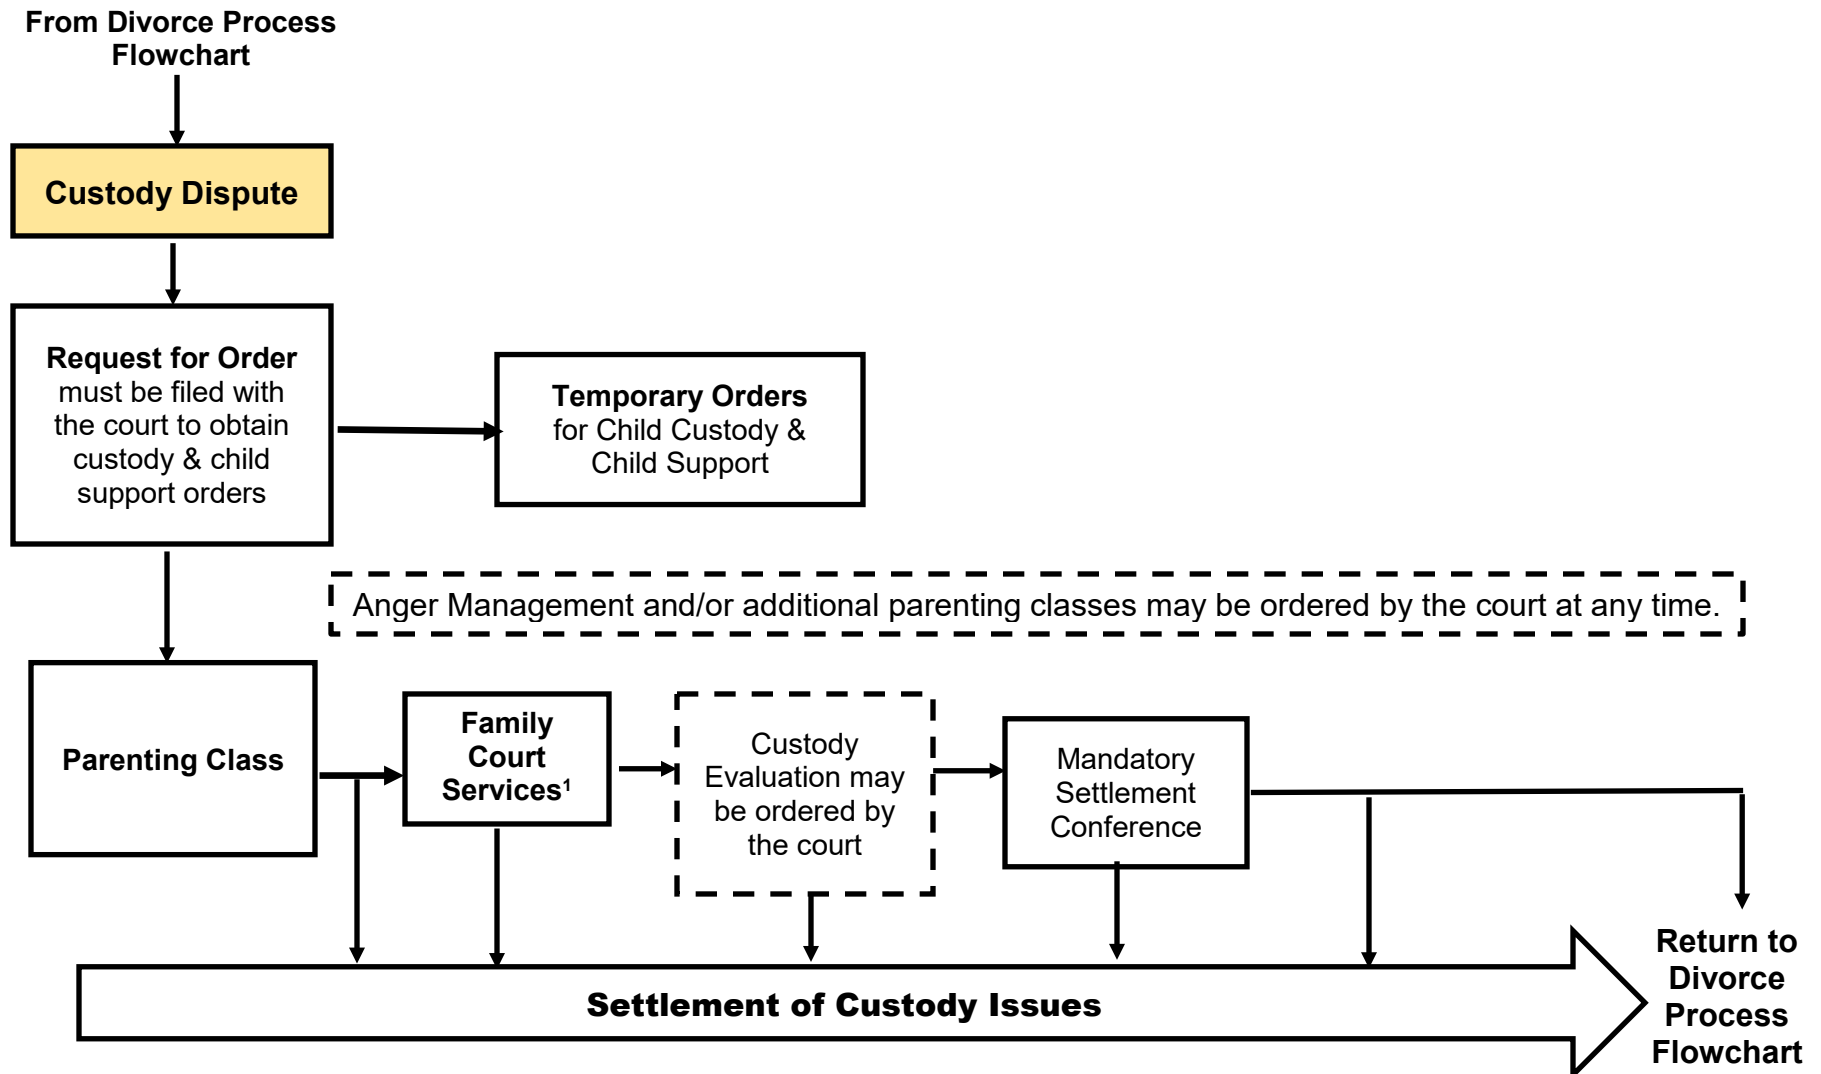 From Divorce Process
Flowchart
Custody Dispute
Request for Order
must be filed with
the court to obtain
custody & child
support orders
Temporary Orders
for Child Custody &
Child Support
Anger Management and/or additional parenting classes may be ordered by the court at any time.
Parenting Class
Family
Court
Services¹
Custody
Evaluation may
be ordered by
the court
Mandatory
Settlement
Conference
Settlement of Custody Issues
Return to
Divorce
Process
Flowchart